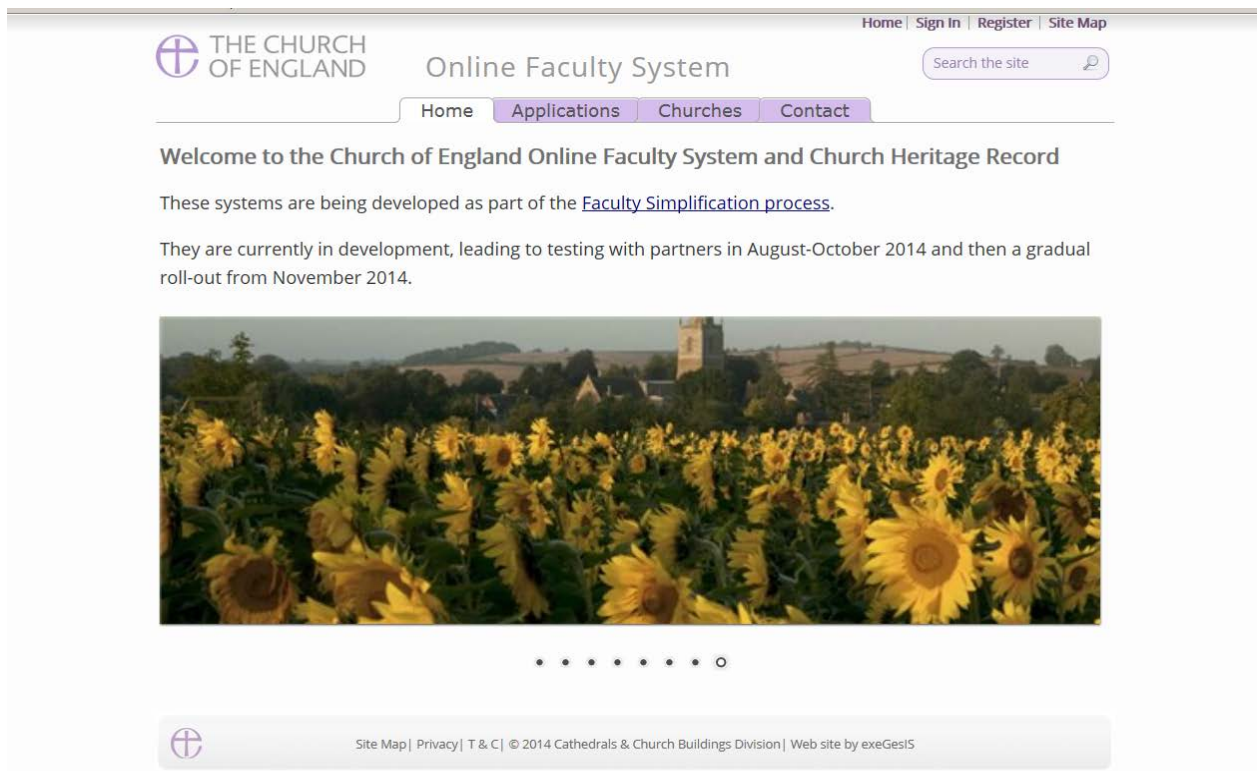 Home | Sign In | Register | Site Map
THE CHURCH
OF ENGLAND
Online Faculty System
Search the site
Home
Applications
Churches
Contact
Welcome to the Church of England Online Faculty System and Church Heritage Record
These systems are being developed as part of the Faculty Simplification process.
They are currently in development, leading to testing with partners in August-October 2014 and then a gradual
roll-out from November 2014.
Site Map| Privacy| T & C| © 2014 Cathedrals & Church Buildings Division| Web site by exeGesIS